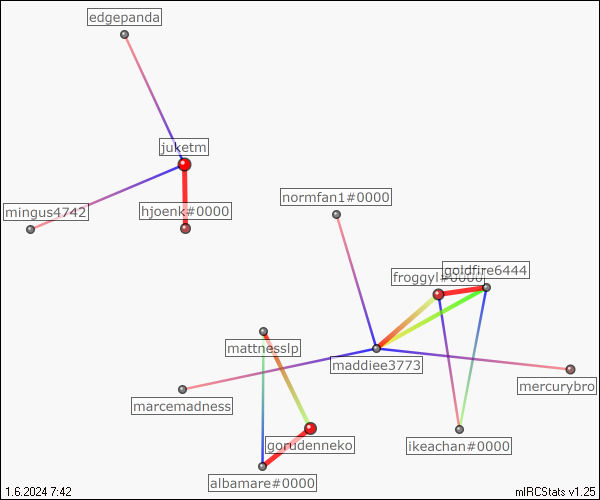 edgepanda
juketm
mingus4742
hjoenk#0000
normfan1#0000
goldfire6444
froggyl#0000
mattnesslp
maddiee3773
mercurybro
marcemadness
gorudenneko
ikeachan#0000
albamare#0000
1.6.2024 7:42
mIRCStats v1.25